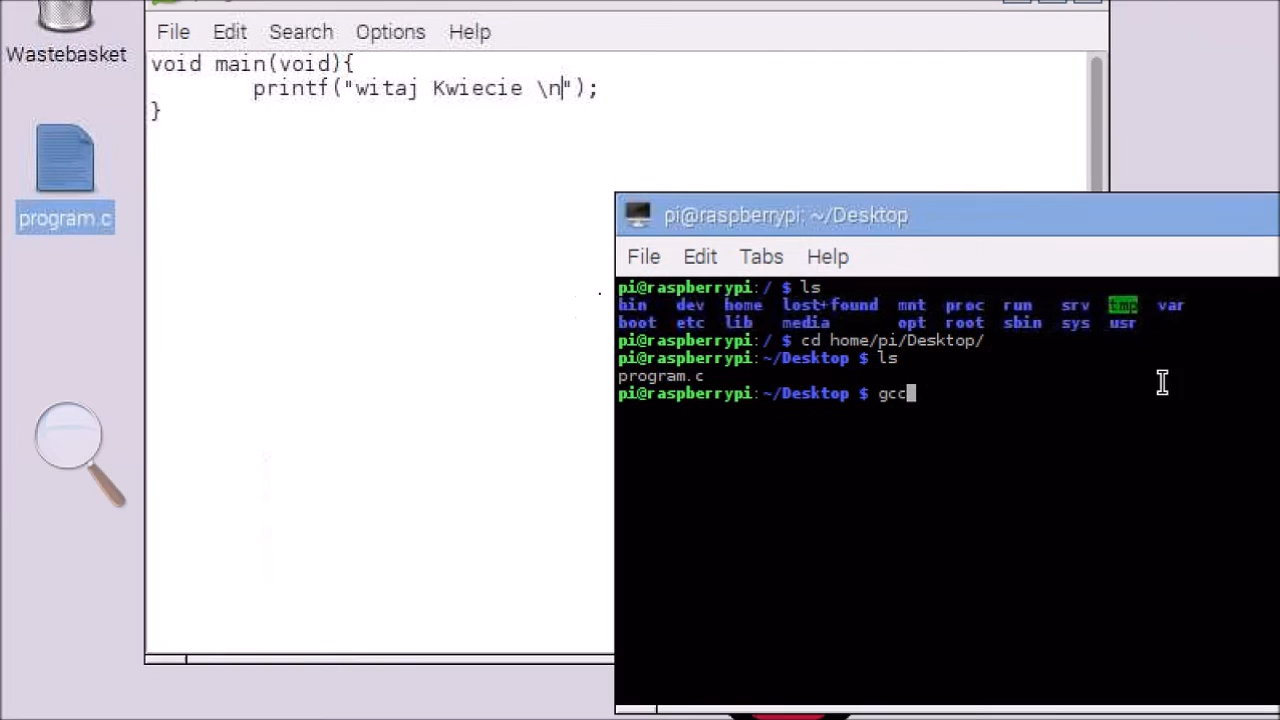 Wastebasket
program.c
File Edit Search Options Help
void main(void){
printf("witaj Kwiecie \n");
}
pi@raspberrypi: ~/Desktop
File Edit Tabs Help
pi@raspberrypi:/ $ ls
bin dev home lost+found mnt proc run srv tmp var
boot etc lib media opt root sbin sys usr
pi@raspberrypi:/ $ cd home/pi/Desktop/
pi@raspberrypi:~/Desktop $ ls
program.c
pi@raspberrypi:~/Desktop $ gcc